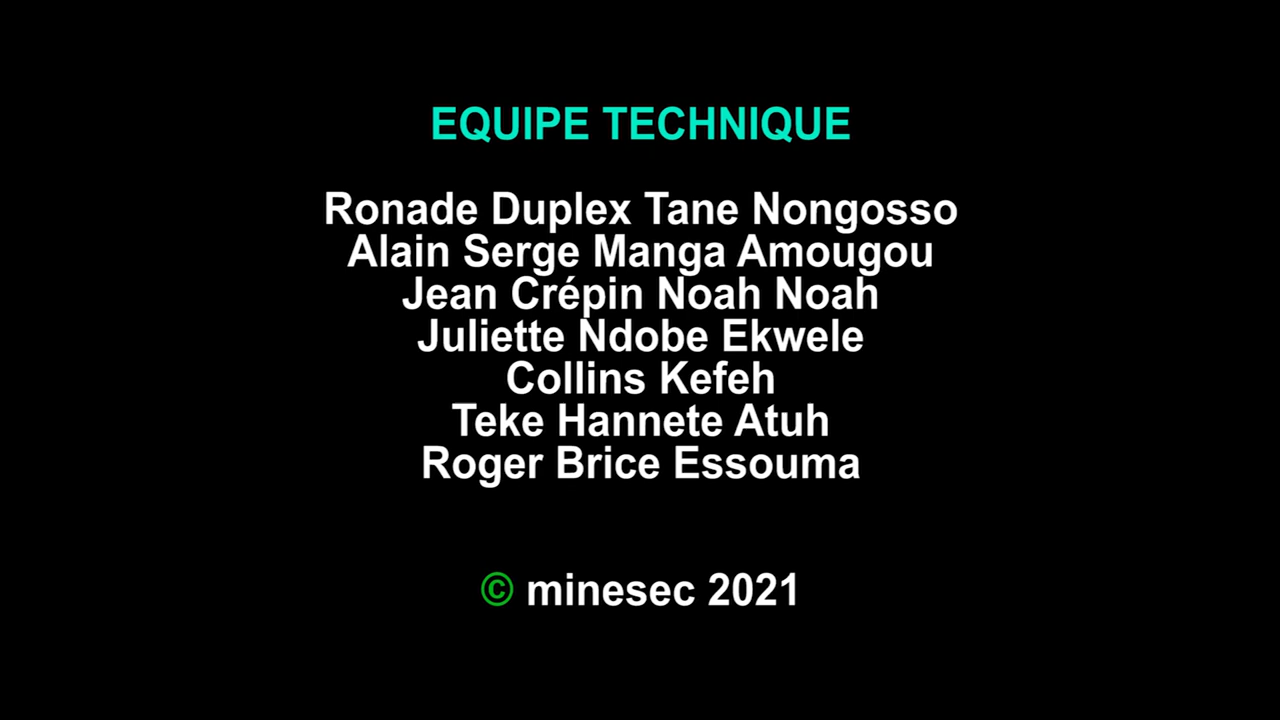 EQUIPE TECHNIQUE
Ronade Duplex Tane Nongosso
Alain Serge Manga Amougou
Jean Crépin Noah Noah
Juliette Ndobe Ekwele
Collins Kefeh
Teke Hannete Atuh
Roger Brice Essouma
© minesec 2021